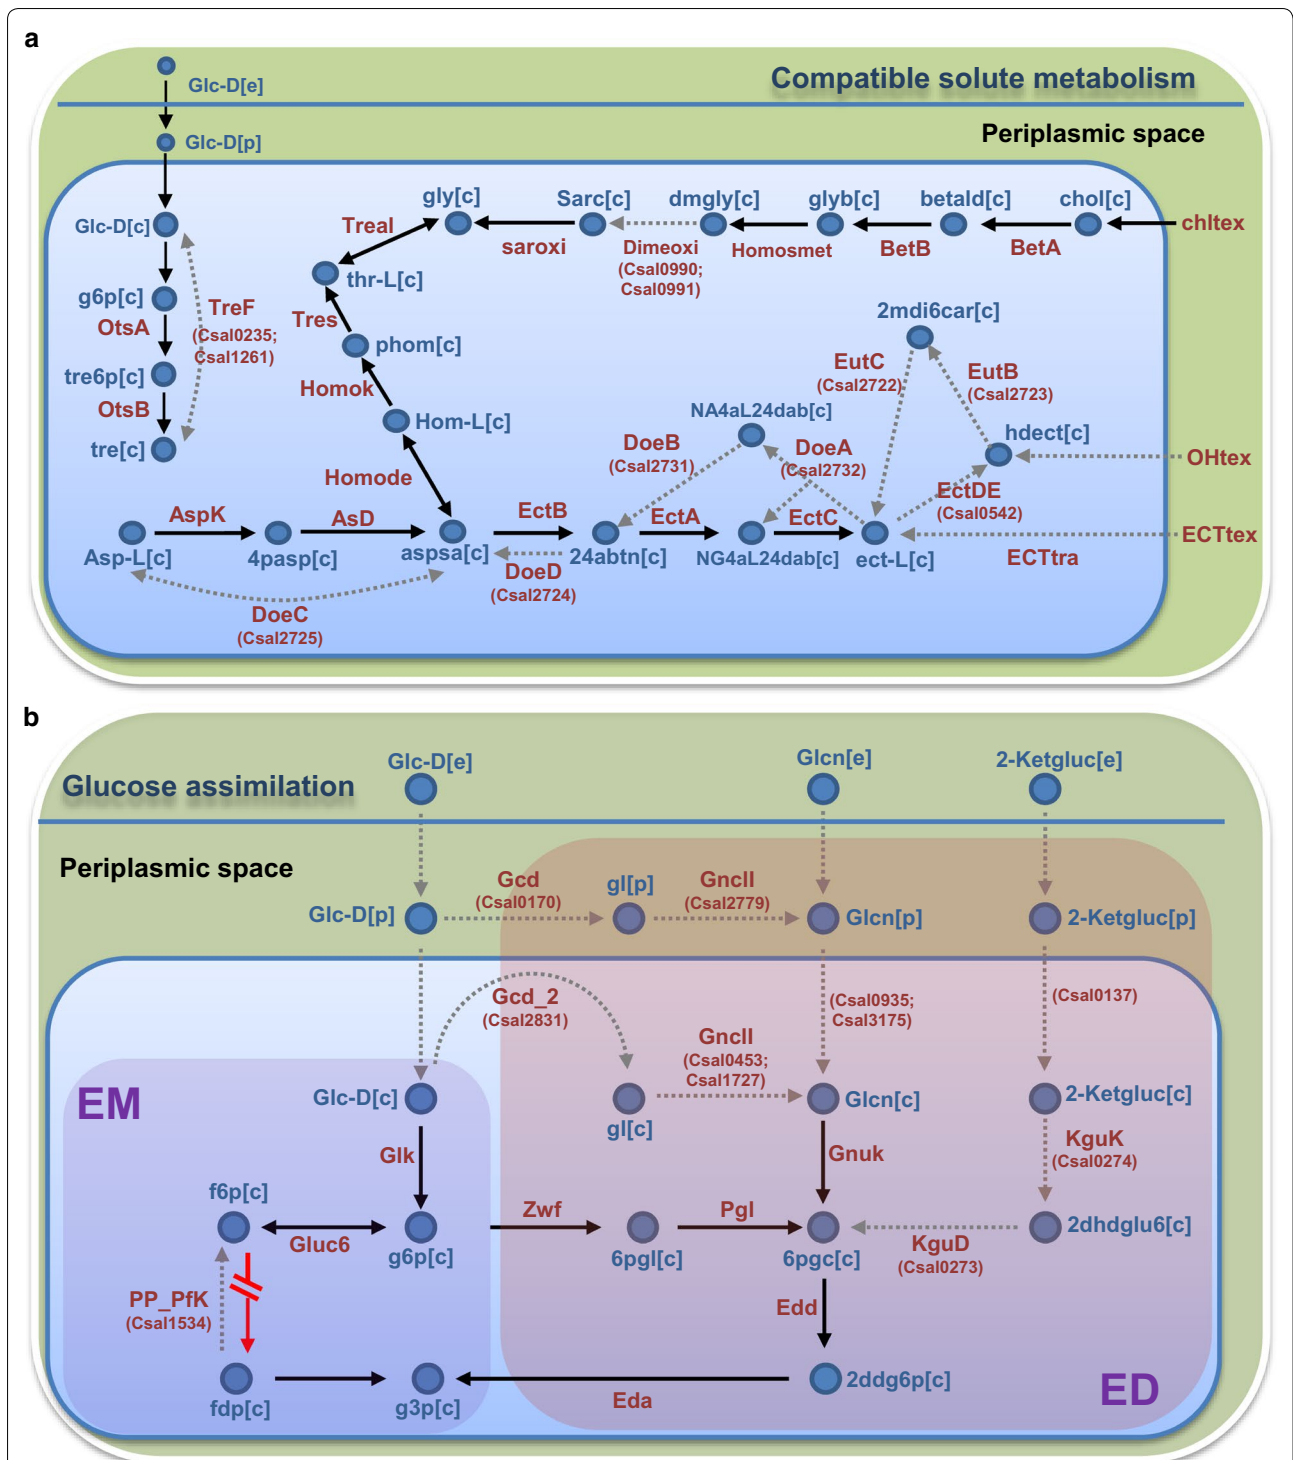 a
Compatible solute metabolism
Glc-D[e]
Periplasmic space
Glc-D[p]
gly[c]
Sarc[c]
dmgly[c]
glyb[c]
betald[c]
chol[c]
Glc-D[c]
Treal
saroxi
Dimeoxi
(Csal0990;
Csal0991)
Homosmet
BetB
BetA
chltex
thr-L[c]
g6p[c]
TreF
(Csal0235;
Csal1261)
OtsA
Tres
phom[c]
2mdi6car[c]
tre6p[c]
EutC
(Csal2722)
EutB
(Csal2723)
OtsB
Homok
Hom-L[c]
NA4aL24dab[c]
hdect[c]
tre[c]
DoeB
(Csal2731)
DoeA
(Csal2732)
OHtex
Homode
EctDE
(Csal0542)
AspK
AsD
EctB
EctA
EctC
ECTtex
Asp-L[c]
4pasp[c]
aspsa[c]
24abtn[c]
NG4aL24dab[c]
ect-L[c]
ECTtra
DoeD
(Csal2724)
DoeC
(Csal2725)
b
Glucose assimilation
Glc-D[e]
Glcn[e]
2-Ketgluc[e]
Periplasmic space
Gcd
(Csal0170)
gl[p]
GncII
(Csal2779)
Glc-D[p]
Glcn[p]
2-Ketgluc[p]
Gcd_2
(Csal2831)
(Csal0935;
Csal3175)
(Csal0137)
GncII
(Csal0453;
Csal1727)
EM
Glc-D[c]
gl[c]
Glcn[c]
2-Ketgluc[c]
Glk
Gnuk
KguK
(Csal0274)
f6p[c]
Gluc6
g6p[c]
Zwf
6pgl[c]
Pgl
6pgc[c]
KguD
(Csal0273)
2dhdglu6[c]
PP_PfK
(Csal1534)
Edd
fdp[c]
g3p[c]
Eda
2ddg6p[c]
ED